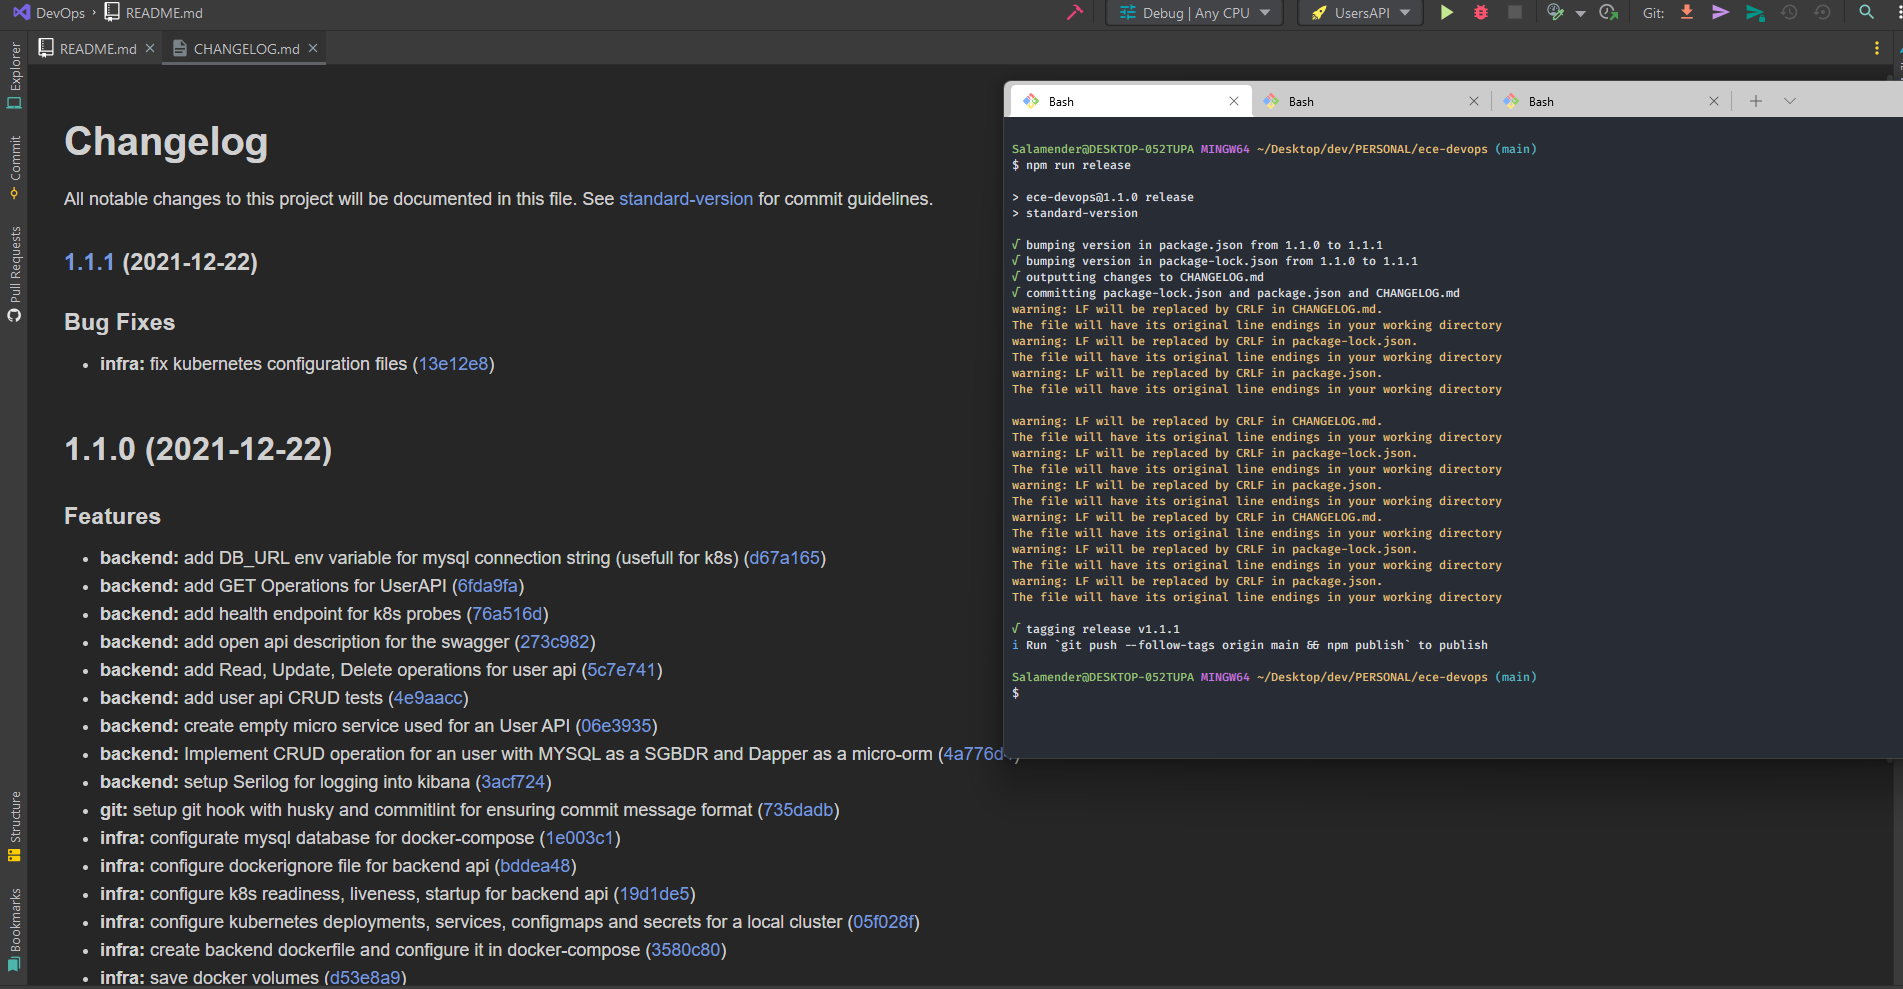 DevOps › README.md
Debug | Any CPU
UsersAPI
Git:
README.md
CHANGELOG.md
Explorer
Commit
Pull Requests
Structure
Bookmarks
Changelog
All notable changes to this project will be documented in this file. See standard-version for commit guidelines.
1.1.1 (2021-12-22)
Bug Fixes
• infra: fix kubernetes configuration files (13e12e8)
1.1.0 (2021-12-22)
Features
• backend: add DB_URL env variable for mysql connection string (usefull for k8s) (d67a165)
• backend: add GET Operations for UserAPI (6fda9fa)
• backend: add health endpoint for k8s probes (76a516d)
• backend: add open api description for the swagger (273c982)
• backend: add Read, Update, Delete operations for user api (5c7e741)
• backend: add user api CRUD tests (4e9aacc)
• backend: create empty micro service used for an User API (06e3935)
• backend: Implement CRUD operation for an user with MYSQL as a SGBDR and Dapper as a micro-orm (4a776d
• backend: setup Serilog for logging into kibana (3acf724)
• git: setup git hook with husky and commitlint for ensuring commit message format (735dadb)
• infra: configurate mysql database for docker-compose (1e003c1)
• infra: configure dockerignore file for backend api (bddea48)
• infra: configure k8s readiness, liveness, startup for backend api (19d1de5)
• infra: configure kubernetes deployments, services, configmaps and secrets for a local cluster (05f028f)
• infra: create backend dockerfile and configure it in docker-compose (3580c80)
• infra: save docker volumes (d53e8a9)
Bash
Bash
Bash
Salamender@DESKTOP-052TUPA MINGW64 ~/Desktop/dev/PERSONAL/ece-devops (main)
$ npm run release
> ece-devops@1.1.0 release
> standard-version
√ bumping version in package.json from 1.1.0 to 1.1.1
√ bumping version in package-lock.json from 1.1.0 to 1.1.1
√ outputting changes to CHANGELOG.md
√ committing package-lock.json and package.json and CHANGELOG.md
warning: LF will be replaced by CRLF in CHANGELOG.md.
The file will have its original line endings in your working directory
warning: LF will be replaced by CRLF in package-lock.json.
The file will have its original line endings in your working directory
warning: LF will be replaced by CRLF in package.json.
The file will have its original line endings in your working directory
warning: LF will be replaced by CRLF in CHANGELOG.md.
The file will have its original line endings in your working directory
warning: LF will be replaced by CRLF in package-lock.json.
The file will have its original line endings in your working directory
warning: LF will be replaced by CRLF in package.json.
The file will have its original line endings in your working directory
warning: LF will be replaced by CRLF in CHANGELOG.md.
The file will have its original line endings in your working directory
warning: LF will be replaced by CRLF in package-lock.json.
The file will have its original line endings in your working directory
warning: LF will be replaced by CRLF in package.json.
The file will have its original line endings in your working directory
√ tagging release v1.1.1
i Run `git push --follow-tags origin main && npm publish` to publish
Salamender@DESKTOP-052TUPA MINGW64 ~/Desktop/dev/PERSONAL/ece-devops (main)
$